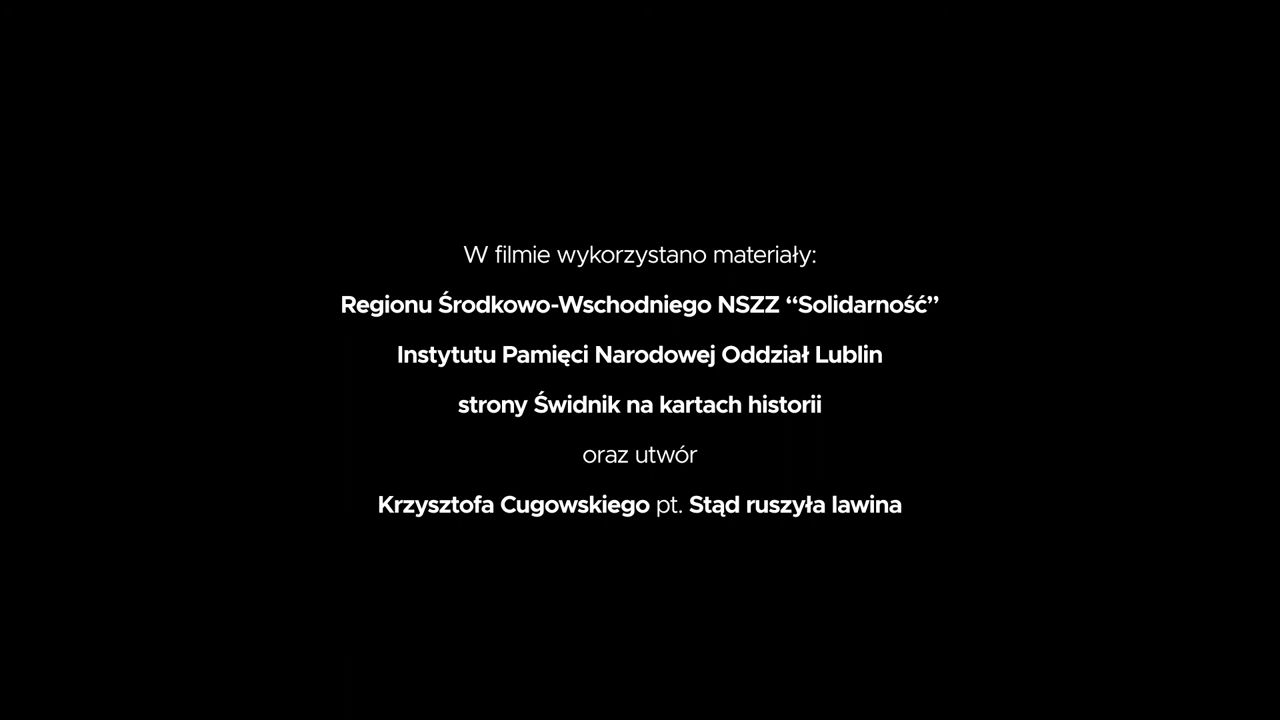 W filmie wykorzystano materiały:
Regionu Środkowo-Wschodniego NSZZ “Solidarność”
Instytutu Pamięci Narodowej Oddział Lublin
strony Świdnik na kartach historii
oraz utwór
Krzysztofa Cugowskiego pt. Stąd ruszyła lawina